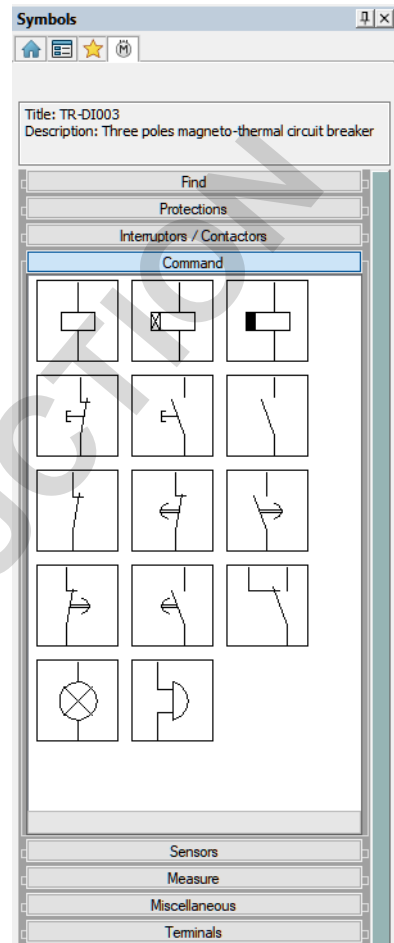 Symbols
Title: TR-DI003
Description: Three poles magneto-thermal circuit breaker
Find
Protections
Interruptors / Contactors
Command
Sensors
Measure
Miscellaneous
Terminals